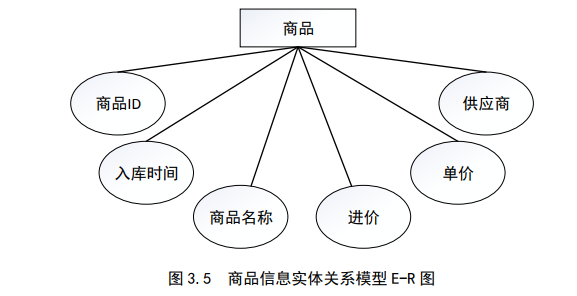 商品
商品ID
供应商
入库时间
单价
商品名称
进价
图 3.5 商品信息实体关系模型 E-R 图